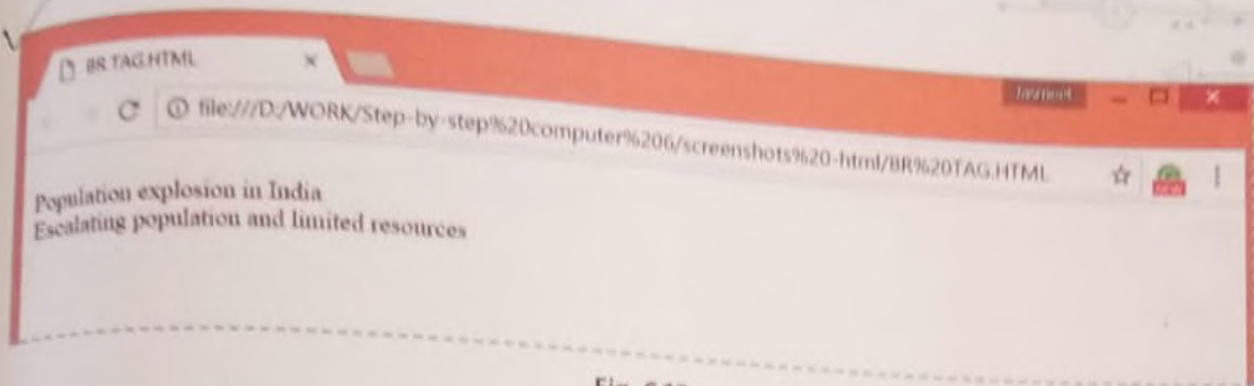 BR TAG.HTML
file:///D:/WORK/Step-by-step%20computer%206/screenshots%20-html/BR%20TAG.HTML
Population explosion in India
Escalating population and limited resources
Fig.